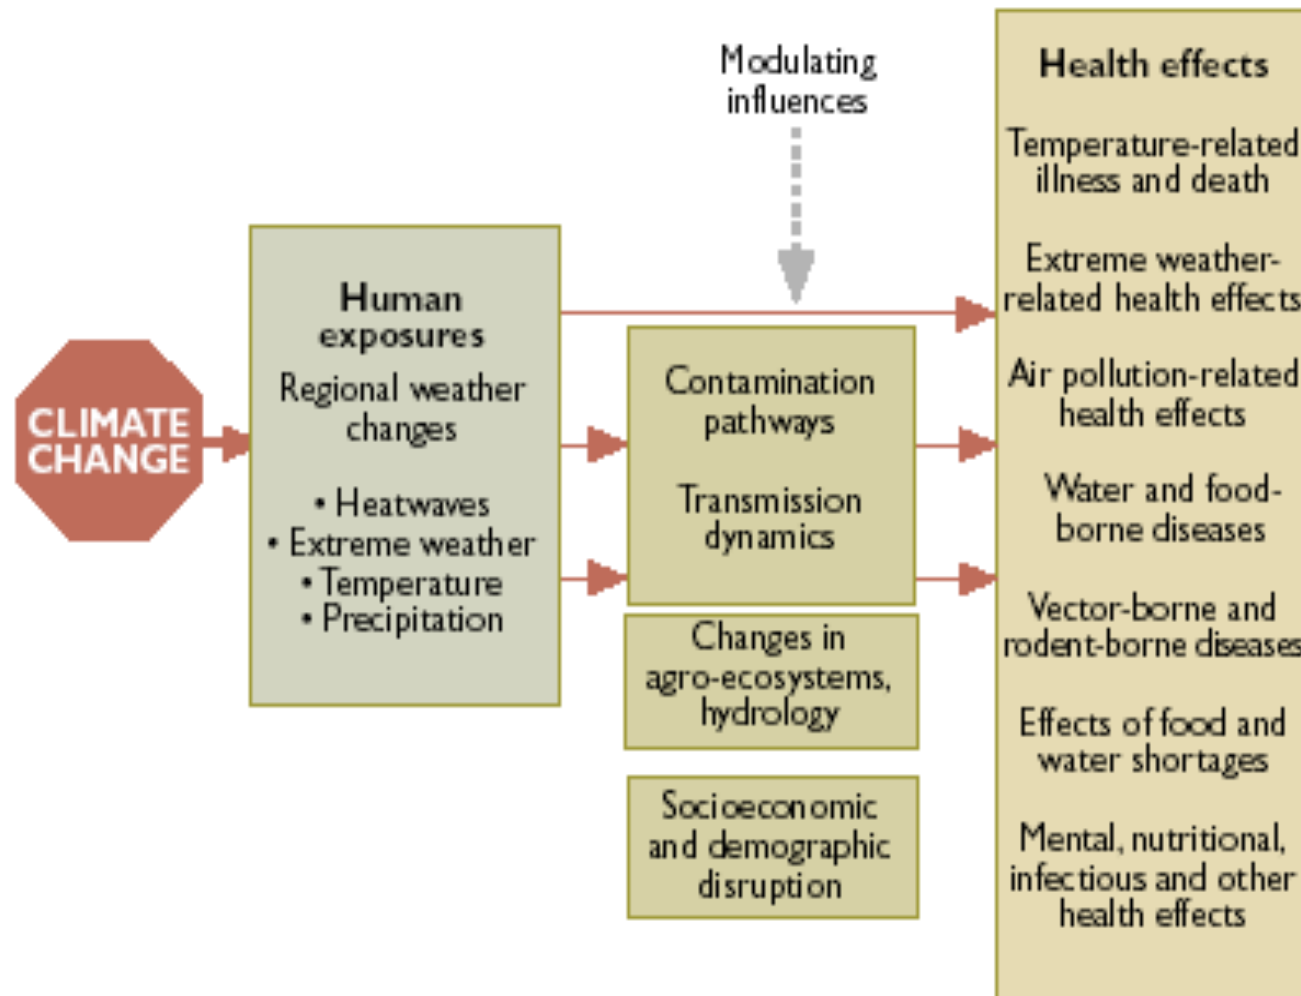 Modulating
influences
CLIMATE
CHANGE
Human
exposures
Regional weather
changes
• Heatwaves
• Extreme weather
• Temperature
• Precipitation
Contamination
pathways
Transmission
dynamics
Changes in
agro-ecosystems,
hydrology
Socioeconomic
and demographic
disruption
Health effects
Temperature-related
illness and death
Extreme weather-
related health effects
Air pollution-related
health effects
Water and food-
borne diseases
Vector-borne and
rodent-borne diseases
Effects of food and
water shortages
Mental, nutritional,
infectious and other
health effects